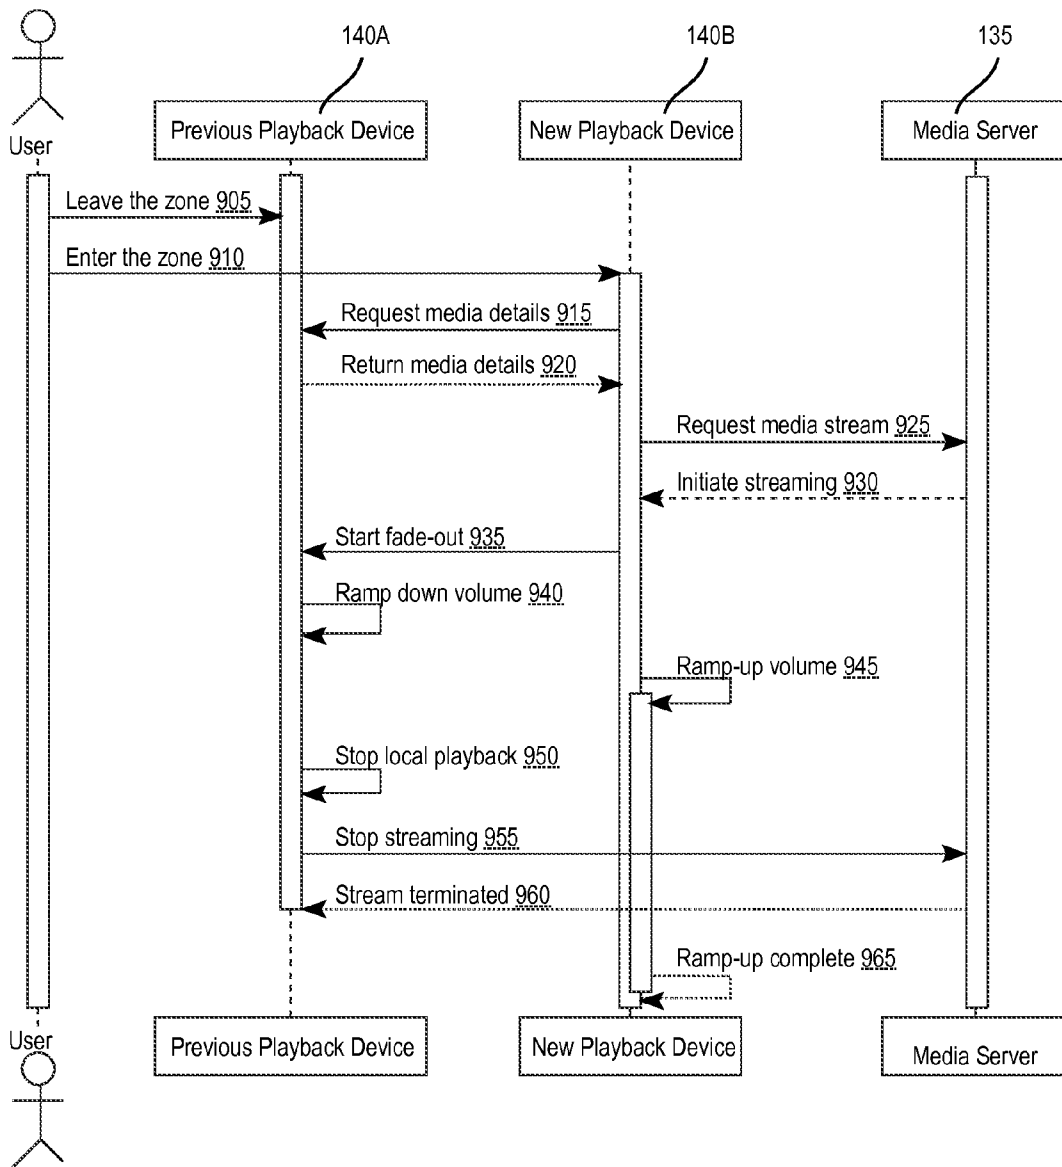 140A
140B
135
User
Previous Playback Device
New Playback Device
Media Server
Leave the zone 905
Enter the zone 910
Request media details 915
Return media details 920
Request media stream 925
Initiate streaming 930
Start fade-out 935
Ramp down volume 940
Ramp-up volume 945
Stop local playback 950
Stop streaming 955
Stream terminated 960
Ramp-up complete 965
User
Previous Playback Device
New Playback Device
Media Server